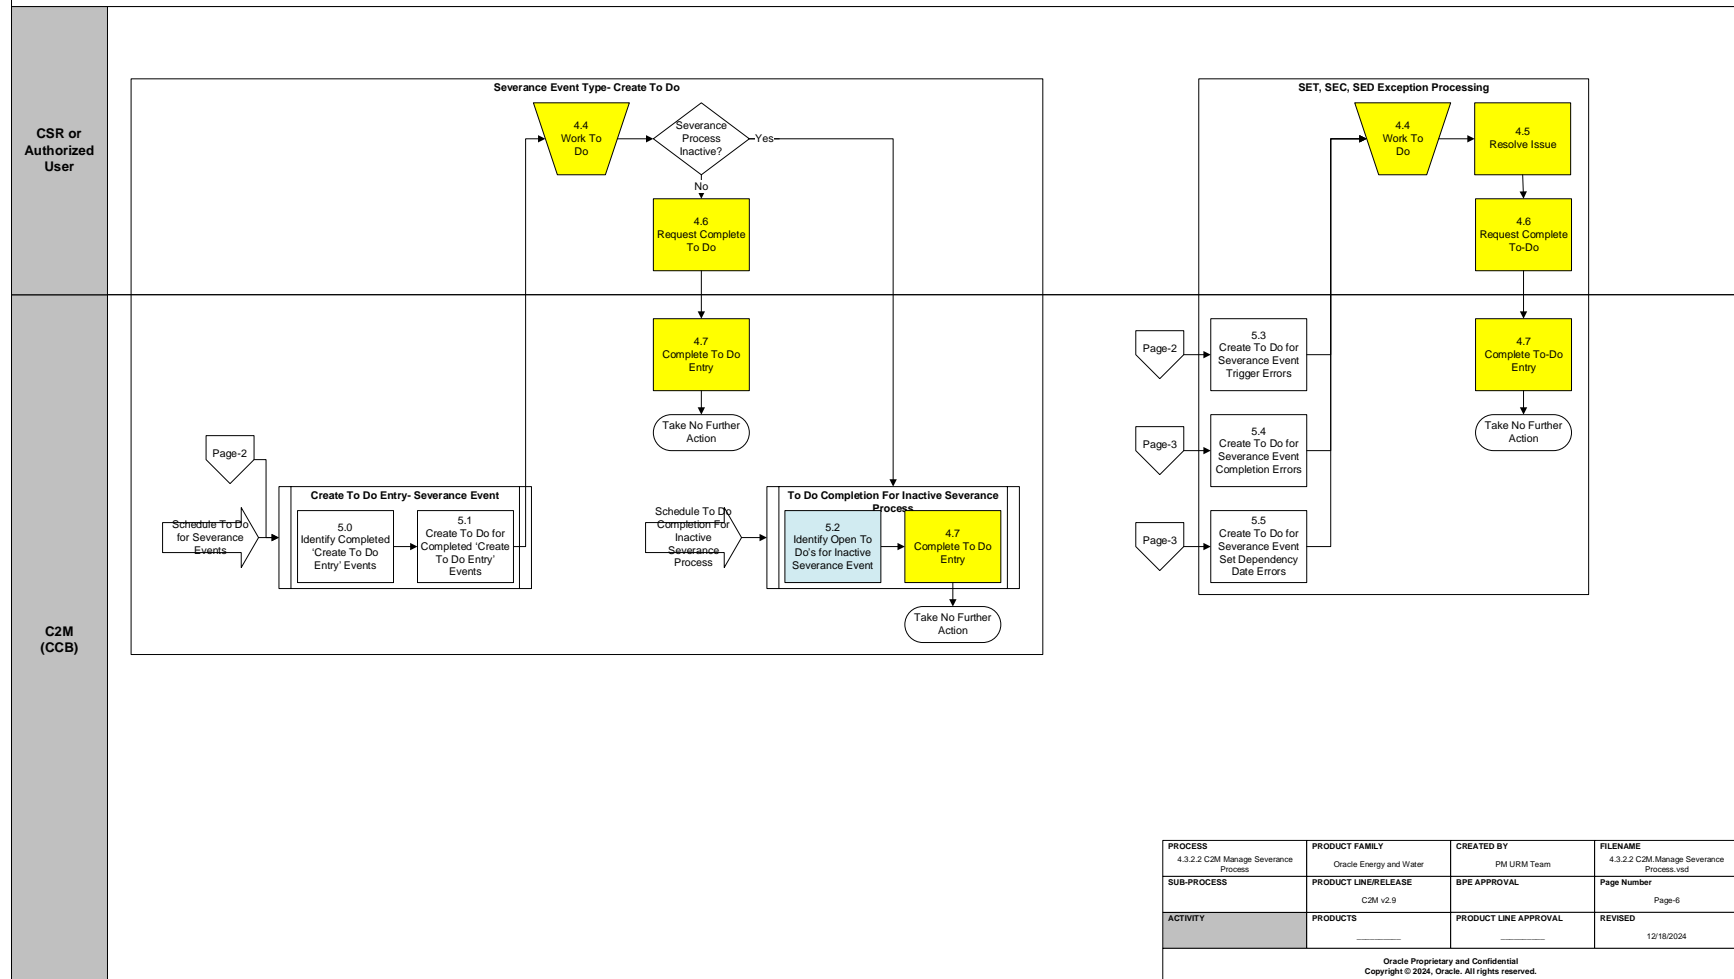 CSR or
Authorized
User
Severance Event Type- Create To Do
4.4
Work To
Do
Severance
Process
Inactive?
Yes
No
4.6
Request Complete
To Do
SET, SEC, SED Exception Processing
4.4
Work To
Do
4.5
Resolve Issue
4.6
Request Complete
To-Do
C2M
(CCB)
4.7
Complete To Do
Entry
Take No Further
Action
Page-2
Schedule To Do
for Severance
Events
Create To Do Entry- Severance Event
5.0
Identify Completed
‘Create To Do
Entry’ Events
5.1
Create To Do for
Completed ‘Create
To Do Entry’
Events
Schedule To Do
Completion For
Inactive
Severance
Process
To Do Completion For Inactive Severance
Process
5.2
Identify Open To
Do’s for Inactive
Severance Event
4.7
Complete To Do
Entry
Take No Further
Action
Page-2
5.3
Create To Do for
Severance Event
Trigger Errors
Page-3
5.4
Create To Do for
Severance Event
Completion Errors
Page-3
5.5
Create To Do for
Severance Event
Set Dependency
Date Errors
4.7
Complete To-Do
Entry
Take No Further
Action
PROCESS
4.3.2.2 C2M Manage Severance
Process
PRODUCT FAMILY
Oracle Energy and Water
CREATED BY
PM URM Team
FILENAME
4.3.2.2 C2M.Manage Severance
Process.vsd
SUB-PROCESS
PRODUCT LINE/RELEASE
C2M v2.9
BPE APPROVAL
Page Number
Page-6
ACTIVITY
PRODUCTS
___________
PRODUCT LINE APPROVAL
___________
REVISED
12/18/2024
Oracle Proprietary and Confidential
Copyright © 2024, Oracle. All rights reserved.